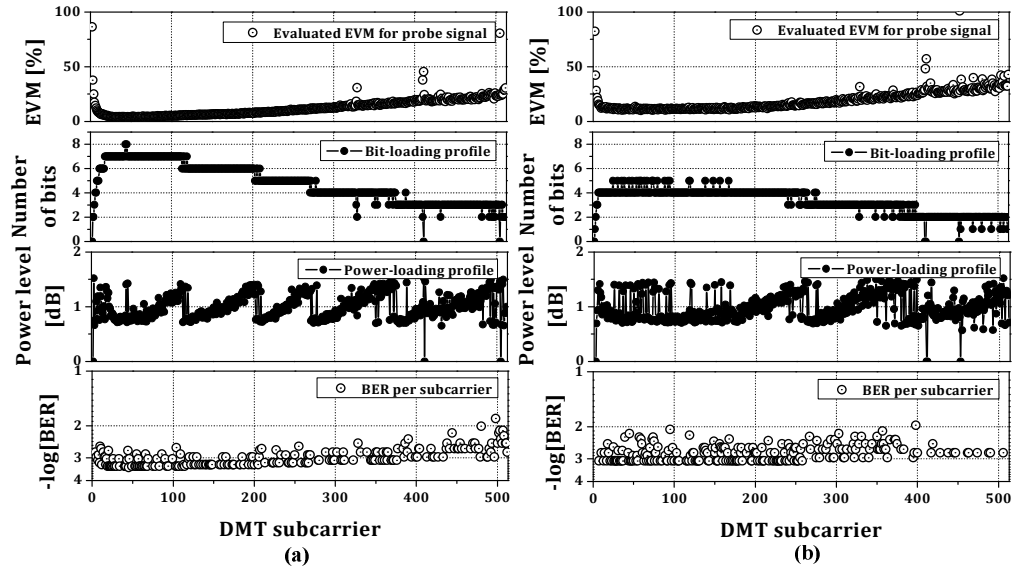 Evaluated EVM for probe signal
EVM [%]
100
50
0
Bit-loading profile
Number of bits
8
6
4
2
0
Power-loading profile
Power level [dB]
2
1
0
BER per subcarrier
-log[BER]
1
2
3
4
0 100 200 300 400 500
DMT subcarrier
(a)
Evaluated EVM for probe signal
EVM [%]
100
50
0
Bit-loading profile
Number of bits
8
6
4
2
0
Power-loading profile
Power level [dB]
2
1
0
BER per subcarrier
-log[BER]
1
2
3
4
0 100 200 300 400 500
DMT subcarrier
(b)